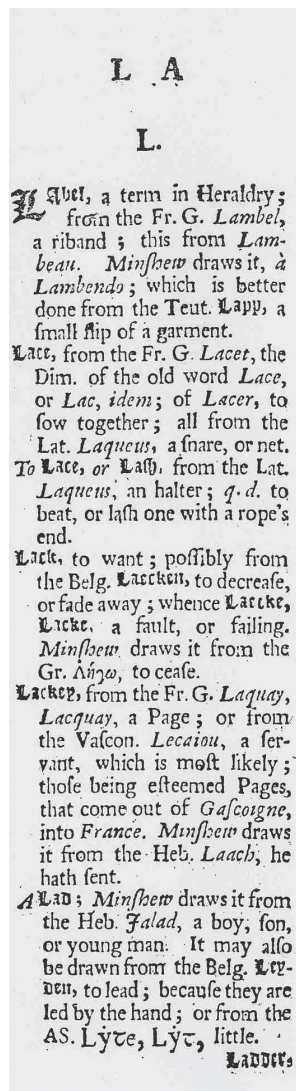 L A
L.
LAbel, a term in Heraldry;
from the Fr. G. Lambel,
a riband ; this from Lam-
beau. Minſhew draws it, à
Lambendo ; which is better
done from the Teut. Lapp, a
ſmall ſlip of a garment.
Lace, from the Fr. G. Lacet, the
Dim. of the old word Lace,
or Lac, idem ; of Lacer, to
ſow together ; all from the
Lat. Laqueus, a ſnare, or net.
To Lace, or Laſh, from the Lat.
Laqueus, an halter ; q. d. to
beat, or laſh one with a rope's
end.
Lack, to want ; poſſibly from
the Belg. Laecken, to decreaſe,
or fade away ; whence Laecke,
Lacke, a fault, or failing.
Minſhew draws it from the
Gr. Λήγω, to ceaſe.
Lackey, from the Fr. G. Laquay,
Lacquay, a Page ; or from
the Vaſcon. Lecaiou, a ſer-
vant, which is moſt likely ;
thoſe being eſteemed Pages,
that come out of Gaſcoigne,
into France. Minſhew draws
it from the Heb. Laach, he
hath ſent.
A Lad ; Minſhew draws it from
the Heb. Jalad, a boy, ſon,
or young man. It may alſo
be drawn from the Belg. Ley-
den, to lead ; becauſe they are
led by the hand ; or from the
AS. Lẏꞇe, Lẏꞇ, little.
Ladder,